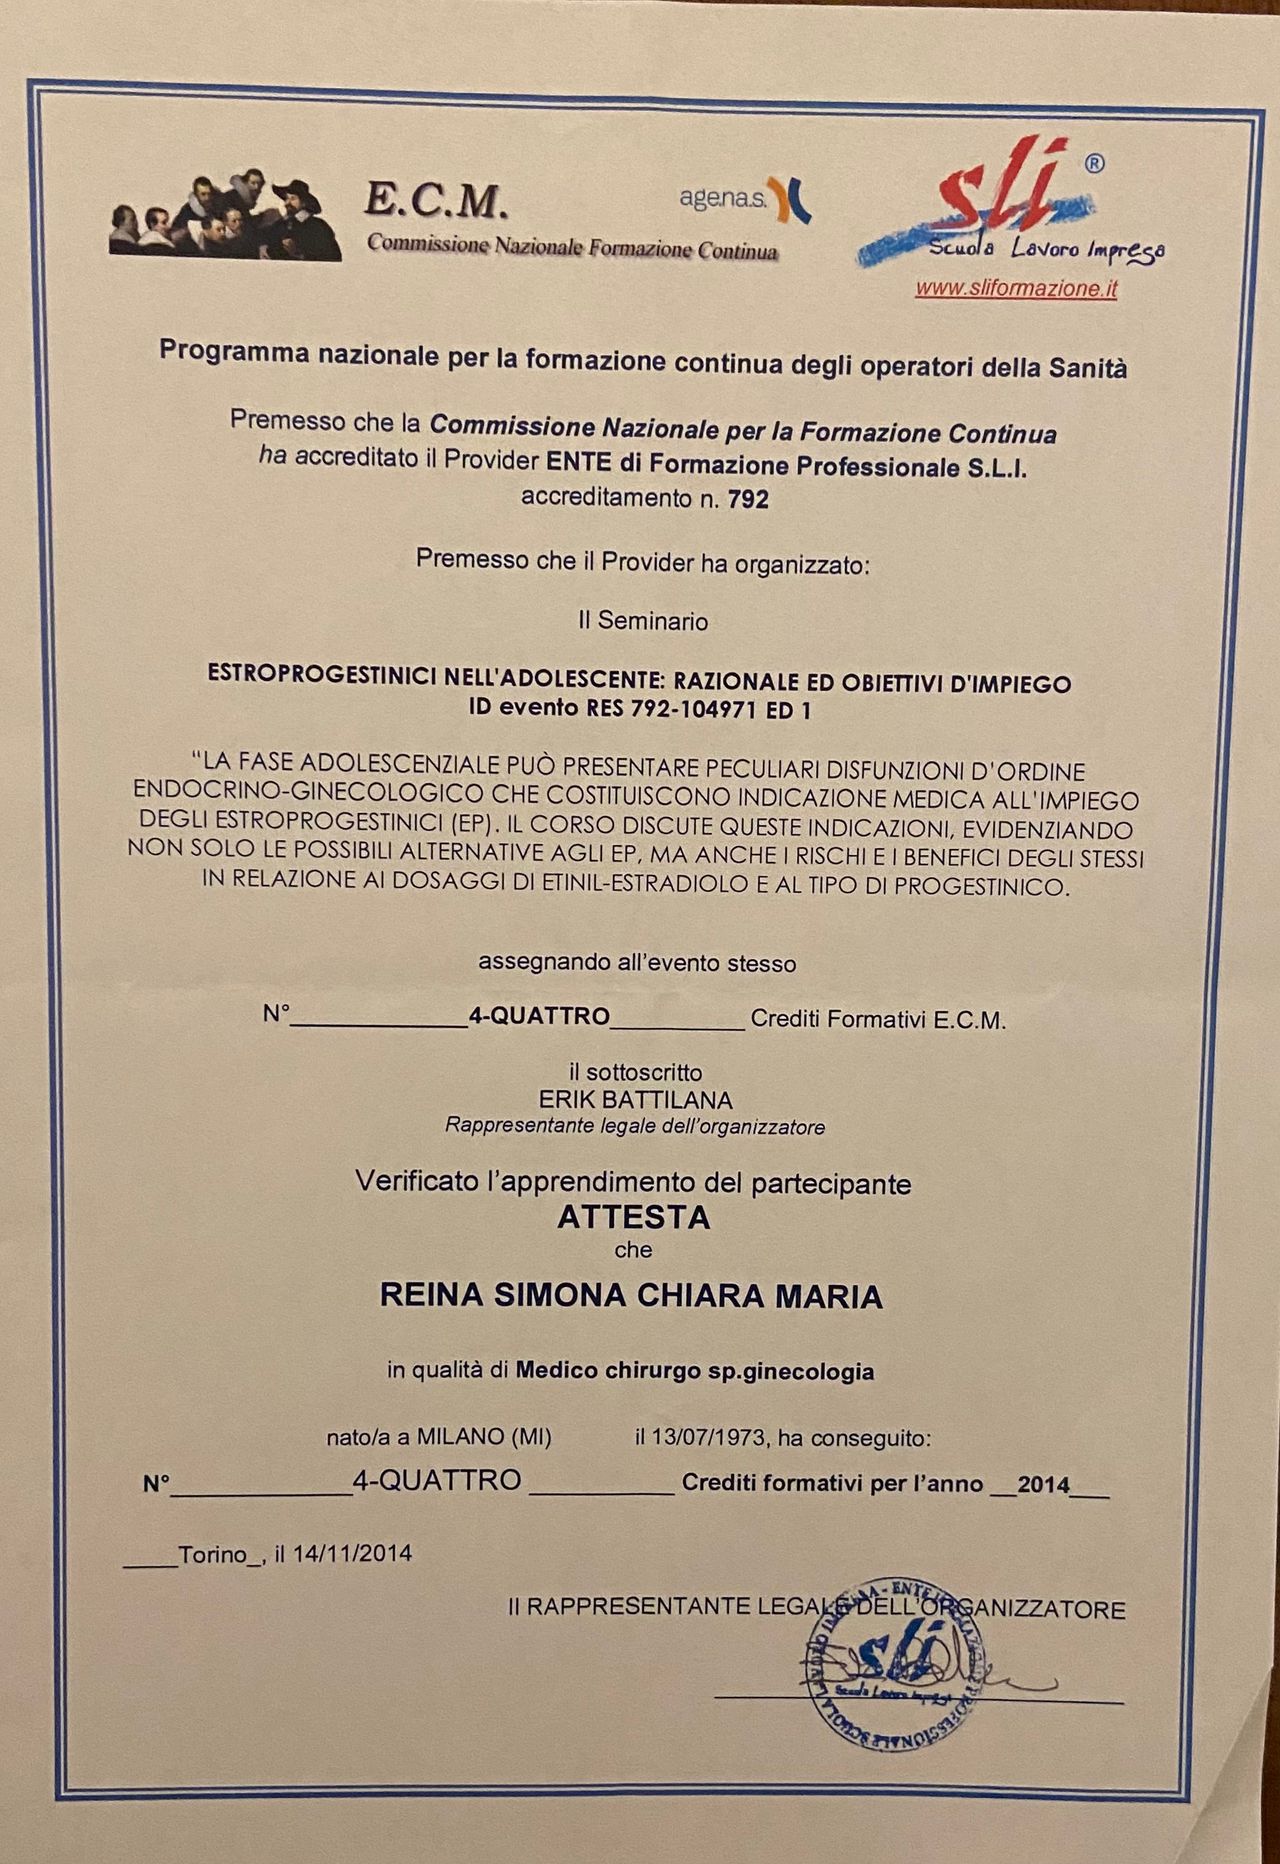 E.C.M.
Commissione Nazionale Formazione Continua
agenas.
sli ®
Scuola Lavoro Impresa
www.sliformazione.it
Programma nazionale per la formazione continua degli operatori della Sanità
Premesso che la Commissione Nazionale per la Formazione Continua
ha accreditato il Provider ENTE di Formazione Professionale S.L.I.
accreditamento n. 792
Premesso che il Provider ha organizzato:
Il Seminario
ESTROPROGESTINICI NELL'ADOLESCENTE: RAZIONALE ED OBIETTIVI D'IMPIEGO
ID evento RES 792-104971 ED 1
“LA FASE ADOLESCENZIALE PUÒ PRESENTARE PECULIARI DISFUNZIONI D’ORDINE
ENDOCRINO-GINECOLOGICO CHE COSTITUISCONO INDICAZIONE MEDICA ALL'IMPIEGO
DEGLI ESTROPROGESTINICI (EP). IL CORSO DISCUTE QUESTE INDICAZIONI, EVIDENZIANDO
NON SOLO LE POSSIBILI ALTERNATIVE AGLI EP, MA ANCHE I RISCHI E I BENEFICI DEGLI STESSI
IN RELAZIONE AI DOSAGGI DI ETINIL-ESTRADIOLO E AL TIPO DI PROGESTINICO.
assegnando all’evento stesso
N°_____________4-QUATTRO__________ Crediti Formativi E.C.M.
il sottoscritto
ERIK BATTILANA
Rappresentante legale dell’organizzatore
Verificato l’apprendimento del partecipante
ATTESTA
che
REINA SIMONA CHIARA MARIA
in qualità di Medico chirurgo sp.ginecologia
nato/a a MILANO (MI) il 13/07/1973, ha conseguito:
N°_____________4-QUATTRO __________ Crediti formativi per l’anno __2014___
____Torino_, il 14/11/2014
Il RAPPRESENTANTE LEGALE DELL’ORGANIZZATORE
sli
Scuola Lavoro Impresa